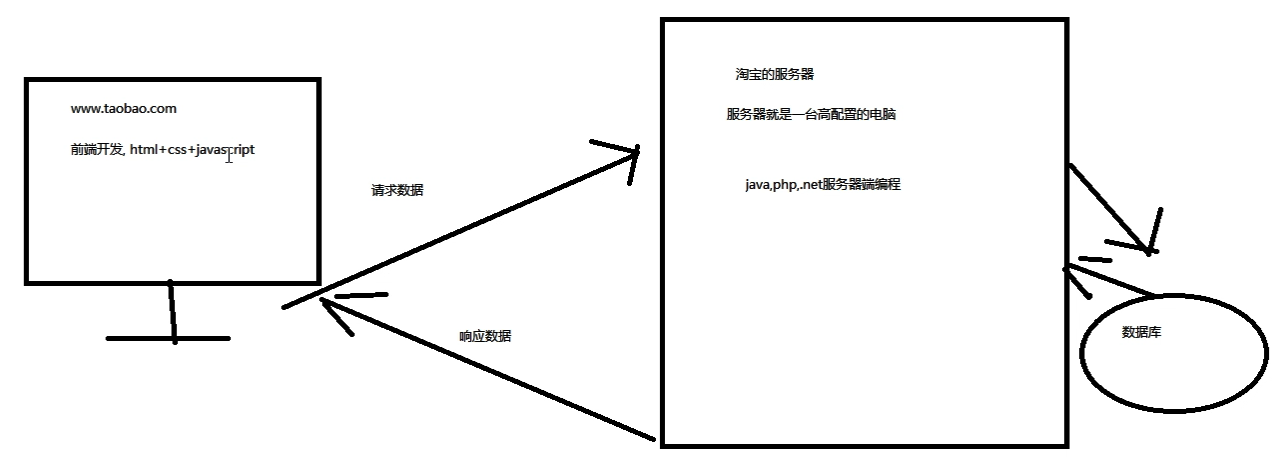 www.taobao.com
前端开发, html+css+javascript
请求数据
响应数据
淘宝的服务器
服务器就是一台高配置的电脑
java,php,.net服务器端编程
数据库